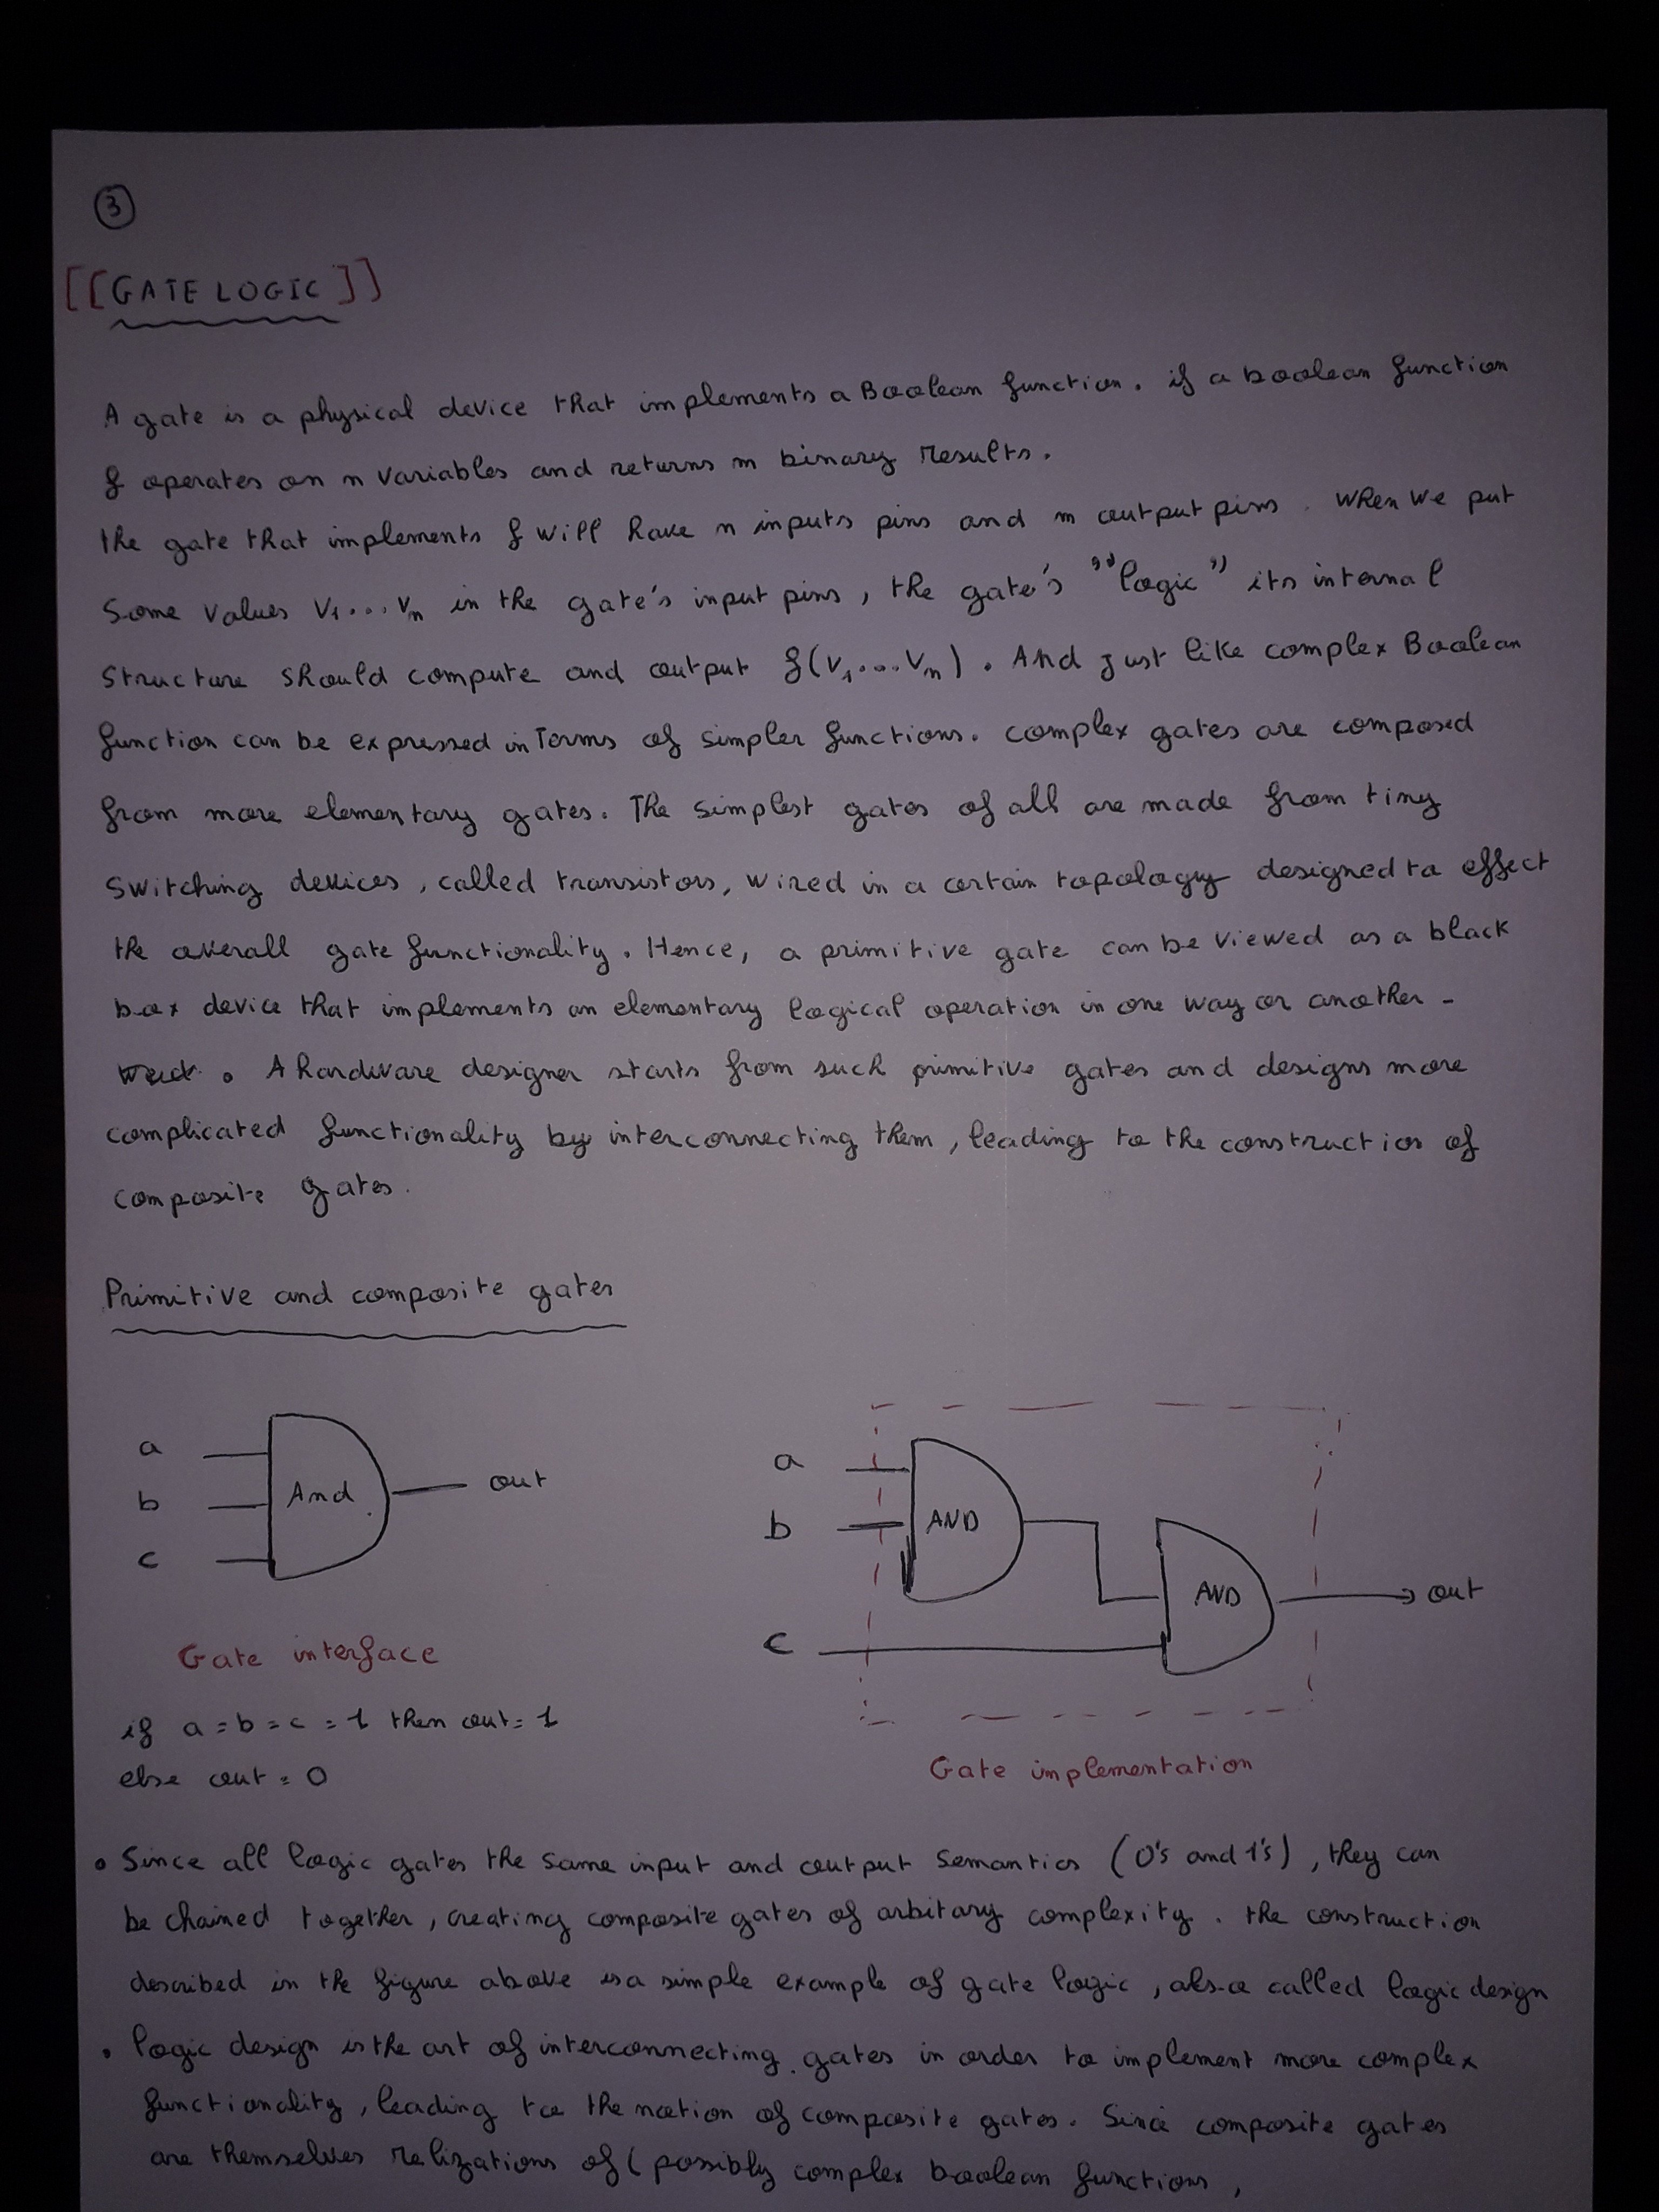 3
[[GATE LOGIC]]
A gate is a physical device that implements a Boolean function. if a boolean function
f operates on n variables and returns m binary results.
the gate that implements f will have n inputs pins and m output pins. When we put
some values v1...vn in the gate's input pins, the gate's ""logic" its internal
structure should compute and output f(v1...vn). And just like complex Boolean
function can be expressed in Terms of simpler functions. complex gates are composed
from more elementary gates. The simplest gates of all are made from tiny
switching devices, called transistors, wired in a certain topology designed to effect
the overall gate functionality. Hence, a primitive gate can be viewed as a black
box device that implements an elementary logical operation in one way or another -
. A hardware designer starts from such primitive gates and designs more
complicated functionality by interconnecting them, leading to the construction of
composite gates.
Primitive and composite gates
a
b
c
And
out
Gate interface
if a = b = c = 1 then out = 1
else out = 0
a
b
c
AND
AND
out
Gate implementation
• Since all logic gates the same input and output semantics (0's and 1's), they can
be chained together, creating composite gates of arbitary complexity. the construction
described in the figure above is a simple example of gate logic, also called logic design
• logic design is the art of interconnecting gates in order to implement more complex
functionality, leading to the notion of composite gates. Since composite gates
are themselves realizations of (possibly complex boolean functions,